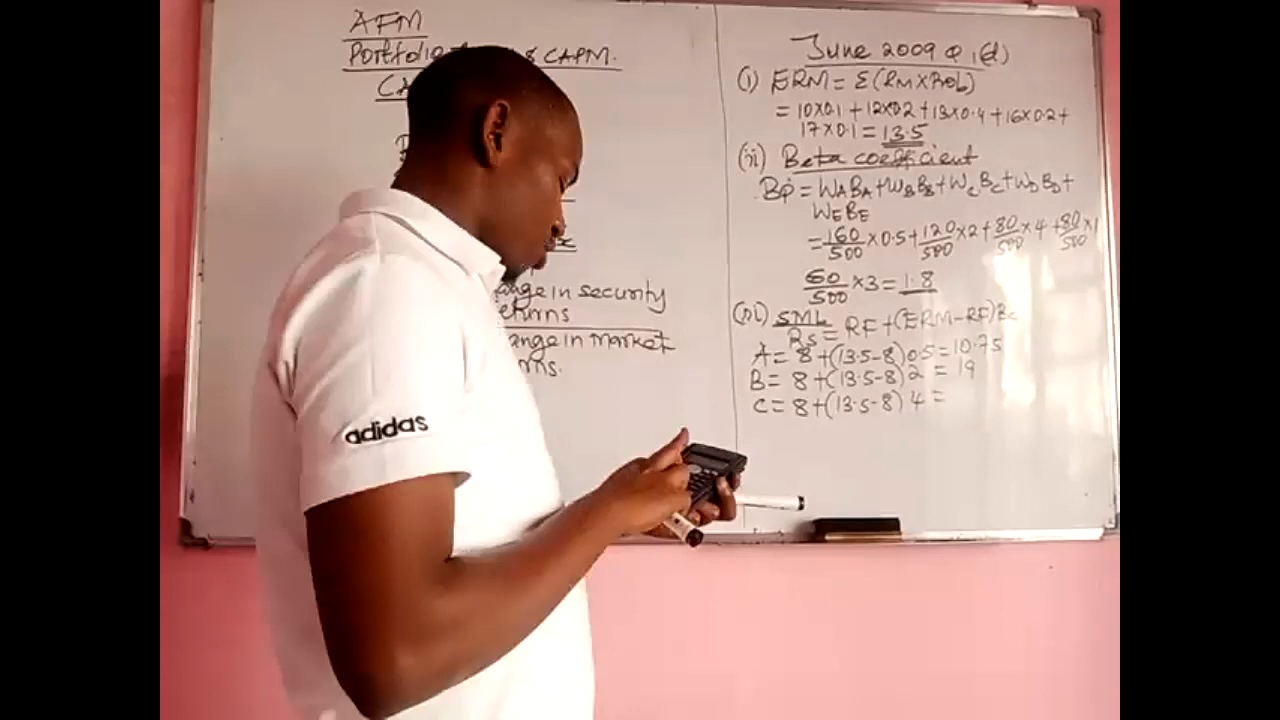 AFM
Portfolio & CAPM.
CA
ange in security
eturns
ange in market
rns.
adidas
June 2009 Q 1(d)
(i) ERM = Σ(RM×Prob)
= 10×0.1 + 12×0.2 + 13×0.4 + 16×0.2 +
17×0.1 = 13.5
(ii) Beta coefficient
BP = WABA + WBBB + WCBC + WDBD +
WEBE
= 160/500 ×0.5 + 120/500 ×2 + 80/500 ×4 + 80/500 ×1
60/500 ×3 = 1.8
(iii) SML
Rs = RF + (ERM – RF)Bs
A = 8 + (13.5 – 8) 0.5 = 10.75
B = 8 + (13.5 – 8) 2 = 19
C = 8 + (13.5 – 8) 4 =